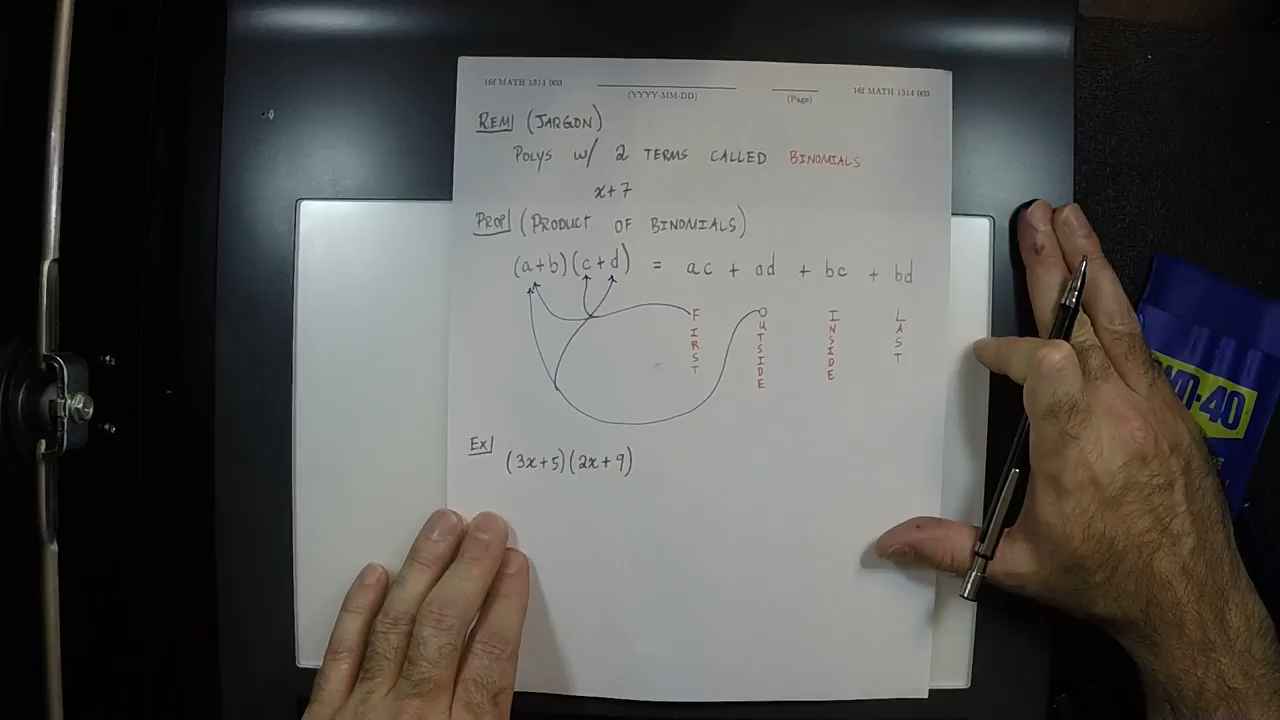 16f MATH 1314 003 (YYYY-MM-DD) (Page) 16f MATH 1314 003
REM (JARGON)
POLYS W/ 2 TERMS CALLED BINOMIALS
x+7
PROP (PRODUCT OF BINOMIALS)
(a+b)(c+d) = ac + ad + bc + bd
FIRST OUTSIDE INSIDE LAST
EX
(3x+5)(2x+9)
WD-40